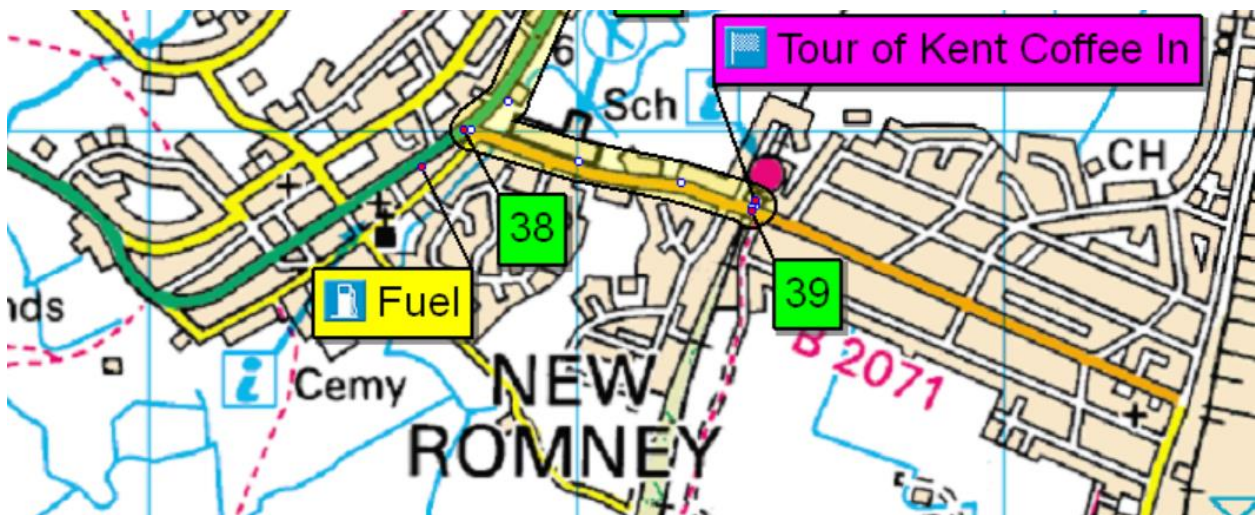 Tour of Kent Coffee In
6
Sch
CH
38
39
Fuel
nds
B 2071
i
Cemy
NEW
ROMNEY